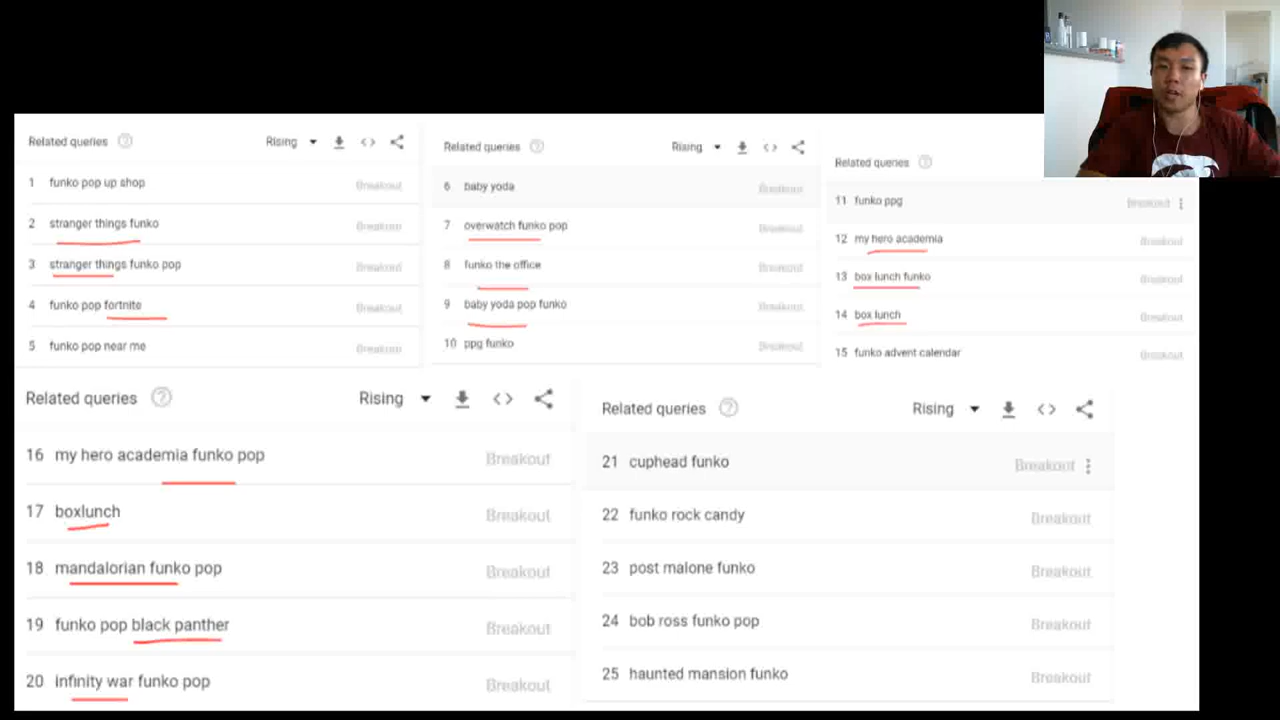 Related queries
Rising
1 funko pop up shop Breakout
2 stranger things funko Breakout
3 stranger things funko pop Breakout
4 funko pop fortnite Breakout
5 funko pop near me Breakout
Related queries
Rising
6 baby yoda Breakout
7 overwatch funko pop Breakout
8 funko the office Breakout
9 baby yoda pop funko Breakout
10 ppg funko Breakout
Related queries
11 funko ppg Breakout
12 my hero academia Breakout
13 box lunch funko Breakout
14 box lunch Breakout
15 funko advent calendar Breakout
Related queries
Rising
16 my hero academia funko pop Breakout
17 boxlunch Breakout
18 mandalorian funko pop Breakout
19 funko pop black panther Breakout
20 infinity war funko pop Breakout
Related queries
Rising
21 cuphead funko Breakout
22 funko rock candy Breakout
23 post malone funko Breakout
24 bob ross funko pop Breakout
25 haunted mansion funko Breakout